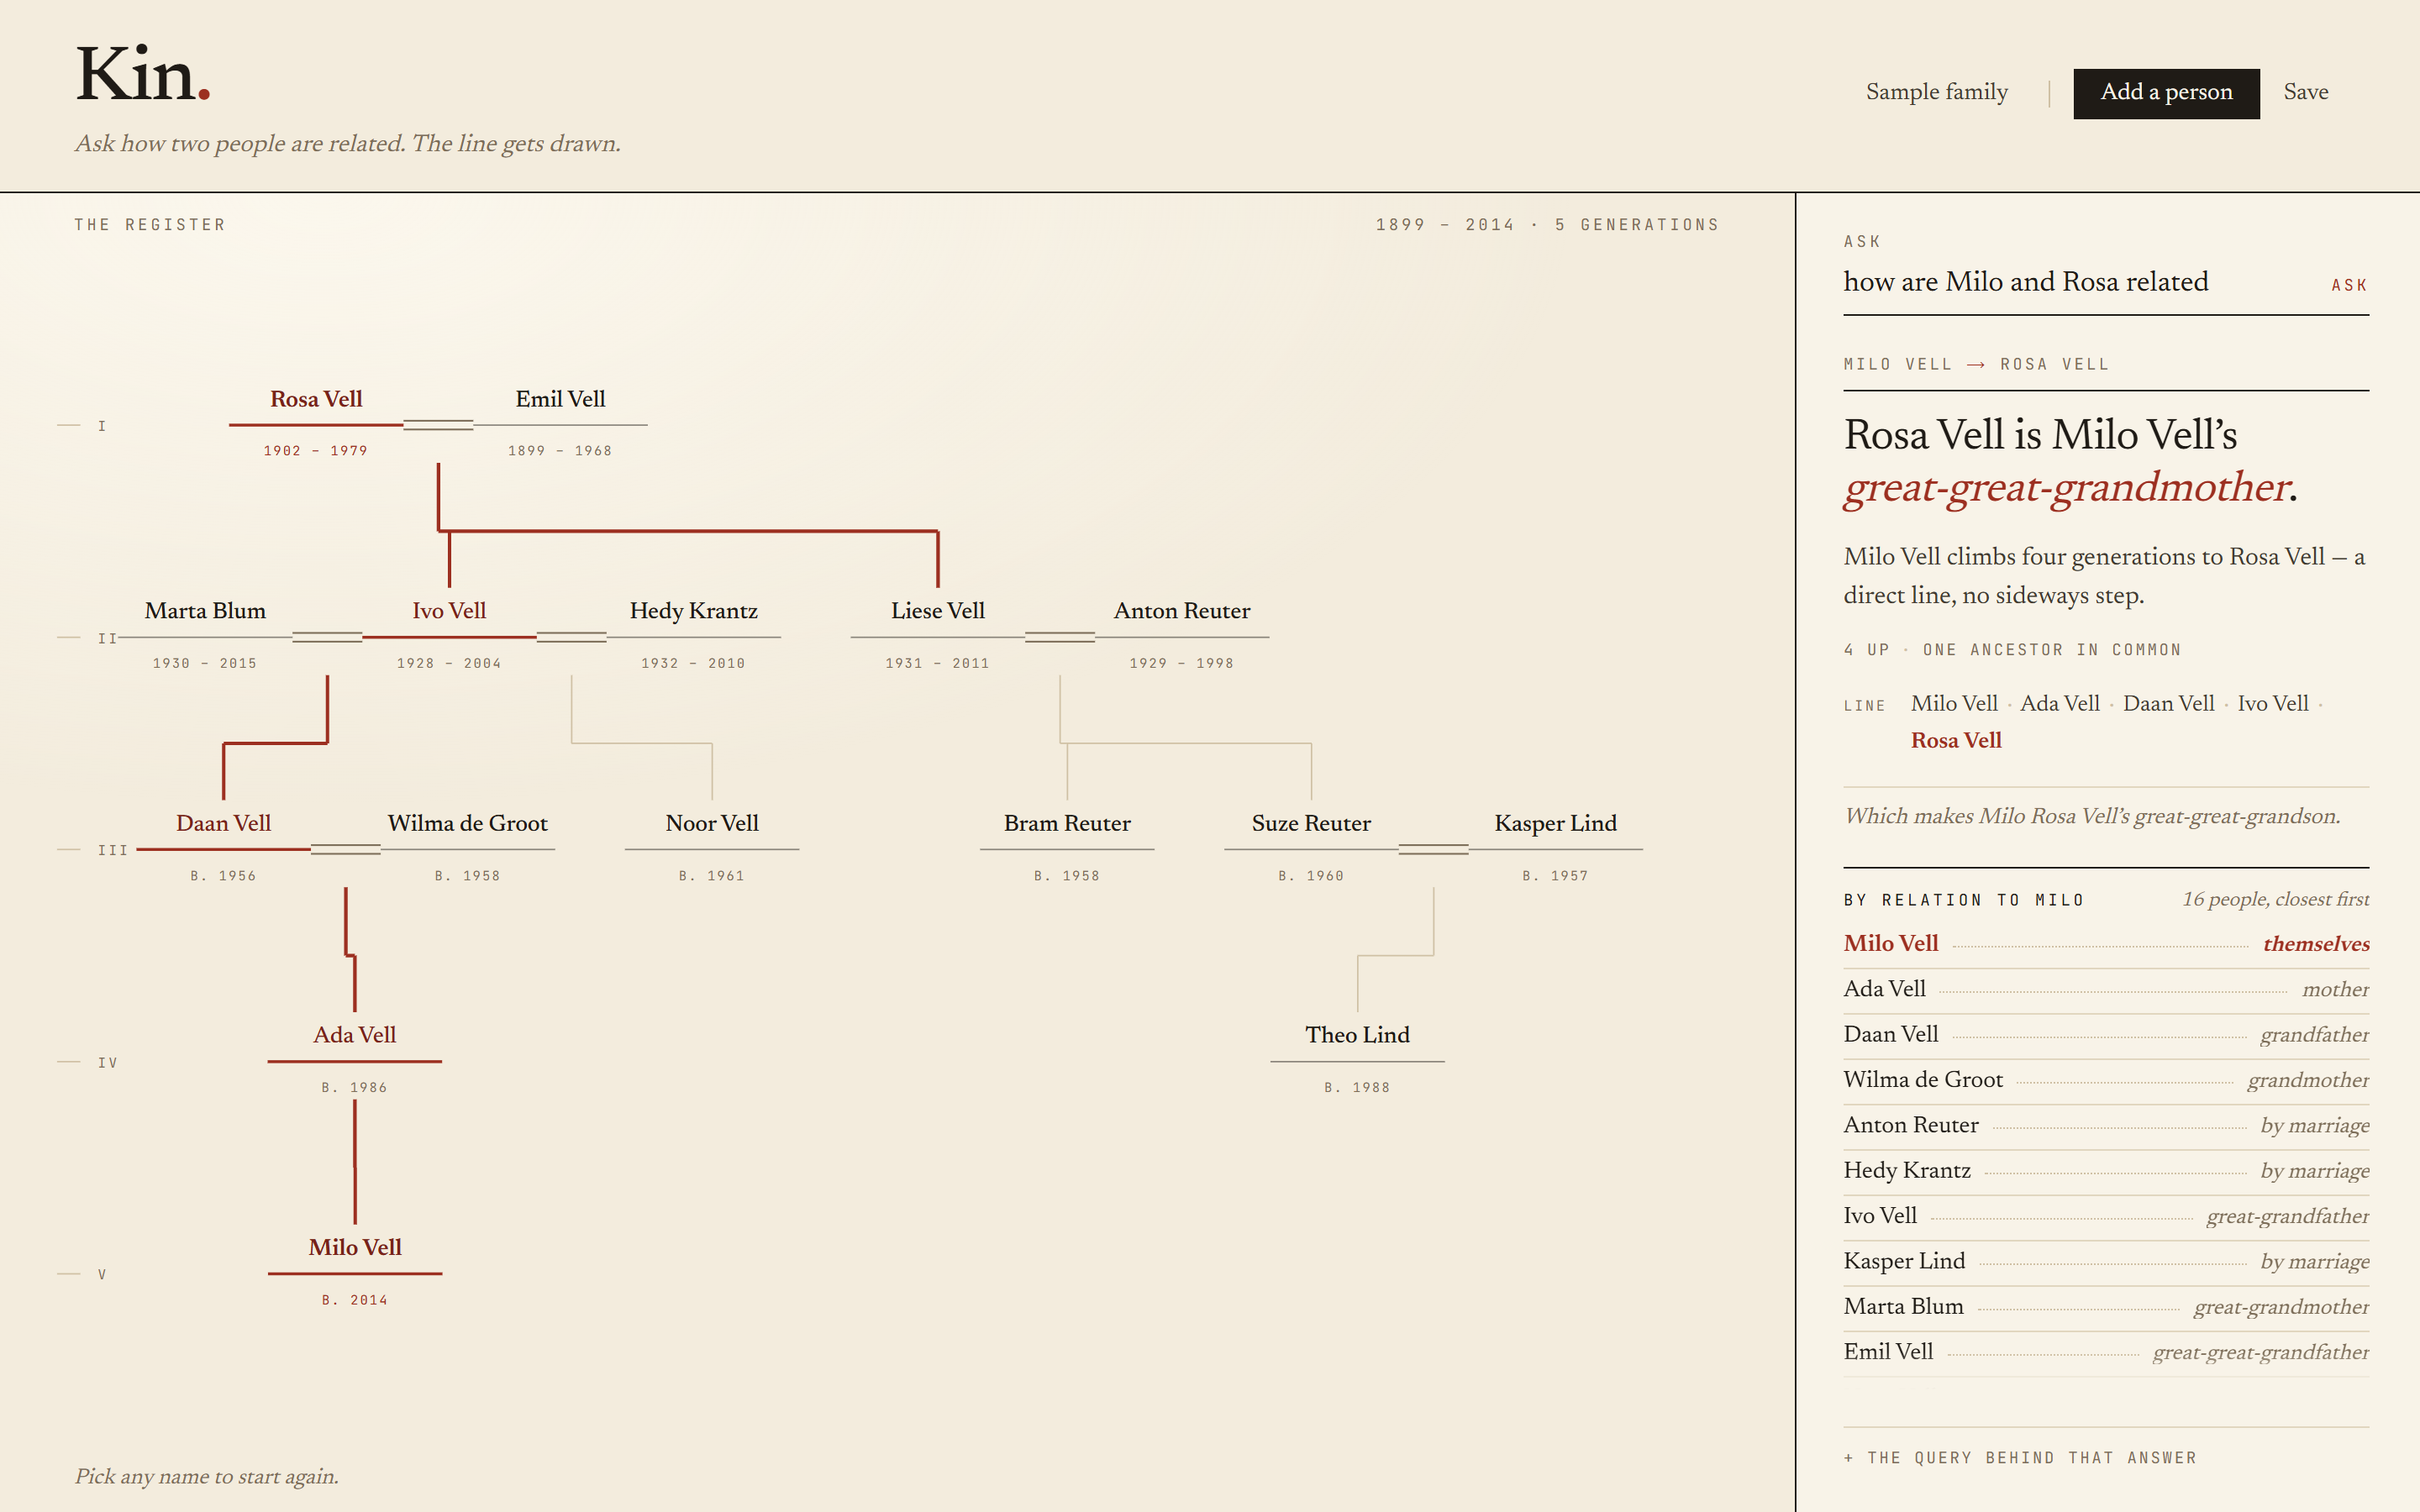 Kin.
Ask how two people are related. The line gets drawn.
Sample family
Add a person
Save
THE REGISTER
1899 – 2014 · 5 GENERATIONS
I
Rosa Vell
Emil Vell
1902 – 1979
1899 – 1968
II
Marta Blum
Ivo Vell
Hedy Krantz
Liese Vell
Anton Reuter
1930 – 2015
1928 – 2004
1932 – 2010
1931 – 2011
1929 – 1998
III
Daan Vell
Wilma de Groot
Noor Vell
Bram Reuter
Suze Reuter
Kasper Lind
B. 1956
B. 1958
B. 1961
B. 1958
B. 1960
B. 1957
IV
Ada Vell
Theo Lind
B. 1986
B. 1988
V
Milo Vell
B. 2014
Pick any name to start again.
ASK
how are Milo and Rosa related
ASK
MILO VELL → ROSA VELL
Rosa Vell is Milo Vell’s
great-great-grandmother.
Milo Vell climbs four generations to Rosa Vell — a
direct line, no sideways step.
4 UP · ONE ANCESTOR IN COMMON
LINE
Milo Vell · Ada Vell · Daan Vell · Ivo Vell ·
Rosa Vell
Which makes Milo Rosa Vell’s great-great-grandson.
BY RELATION TO MILO
16 people, closest first
Milo Vell themselves
Ada Vell mother
Daan Vell grandfather
Wilma de Groot grandmother
Anton Reuter by marriage
Hedy Krantz by marriage
Ivo Vell great-grandfather
Kasper Lind by marriage
Marta Blum great-grandmother
Emil Vell great-great-grandfather
+ THE QUERY BEHIND THAT ANSWER